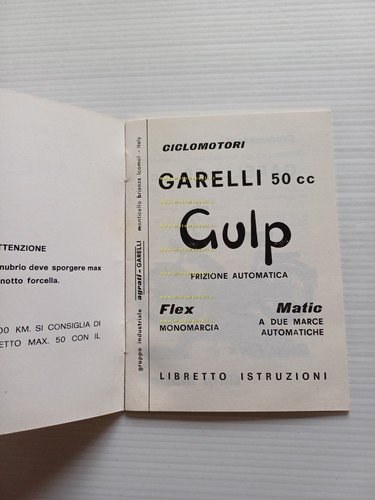 TTENZIONE
nubrio deve sporgere max
notto forcella.
00 KM. SI CONSIGLIA DI
ETTO MAX. 50 CON IL
gruppo industriale agrati - GARELLI monticello brianza (como) - italy
CICLOMOTORI
GARELLI 50 cc
Gulp
FRIZIONE AUTOMATICA
Flex
MONOMARCIA
Matic
A DUE MARCE
AUTOMATICHE
LIBRETTO ISTRUZIONI